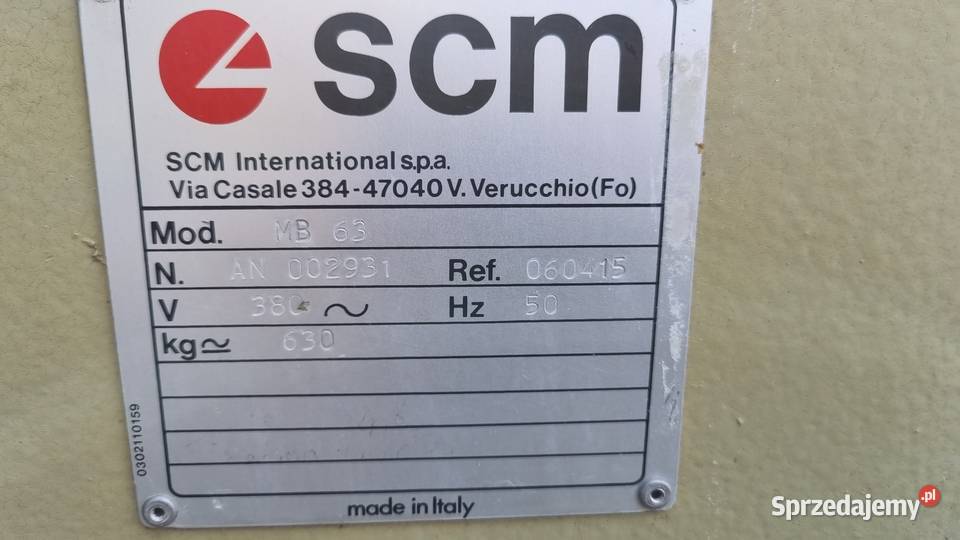 scm
SCM International s.p.a.
Via Casale 384-47040 V. Verucchio (Fo)
Mod. MB 63
N. AN 002931 Ref. 060415
V 380 ~ Hz 50
kg ≃ 630
0302110159
made in Italy
Sprzedajemy.pl